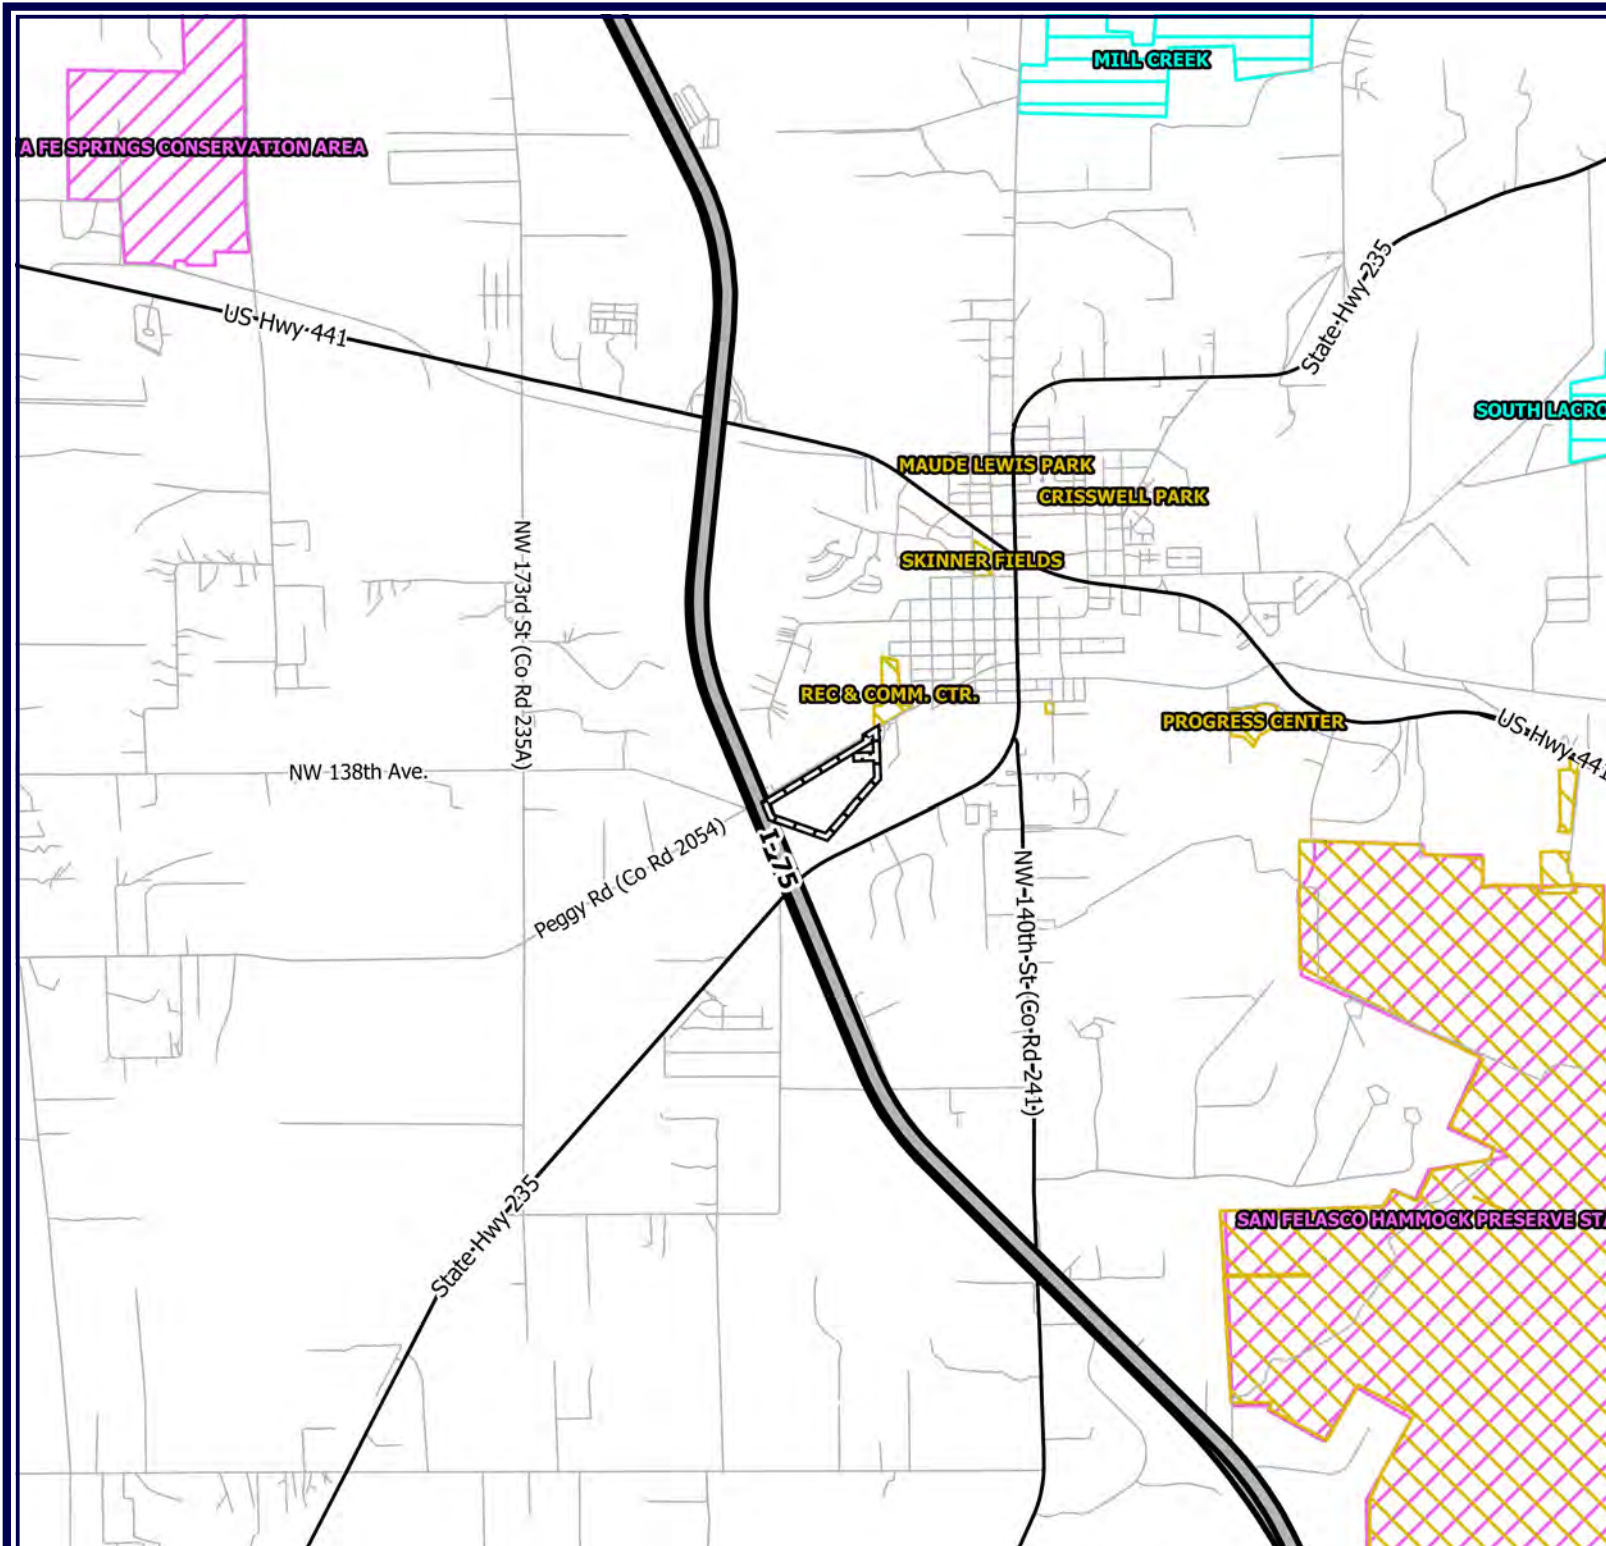 MILL CREEK
A FE SPRINGS CONSERVATION AREA
State Hwy 235
US Hwy 441
SOUTH LACRO
MAUDE LEWIS PARK
CRISSWELL PARK
SKINNER FIELDS
NW 173rd St (Co Rd 235A)
REC & COMM. CTR.
PROGRESS CENTER
US Hwy 441
NW 138th Ave.
I-75
Peggy Rd (Co Rd 2054)
NW 140th St (Co Rd 241)
State Hwy 235
SAN FELASCO HAMMOCK PRESERVE STA